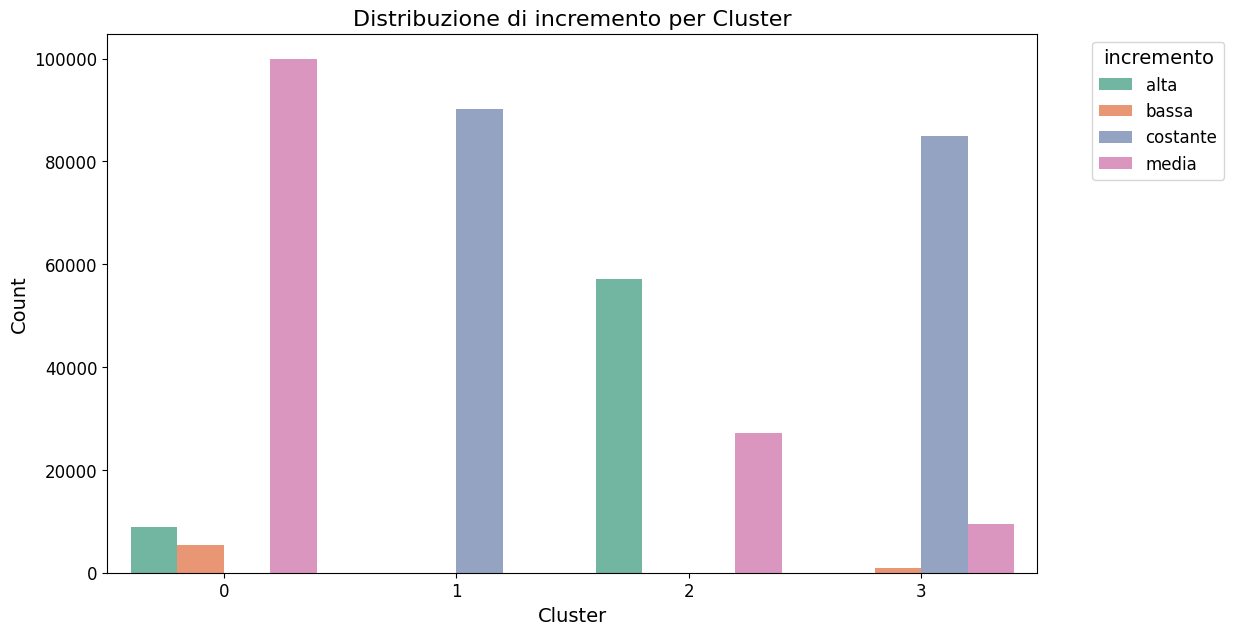 Distribuzione di incremento per Cluster
incremento
alta
bassa
costante
media
100000
80000
60000
40000
20000
0
Count
0 1 2 3
Cluster